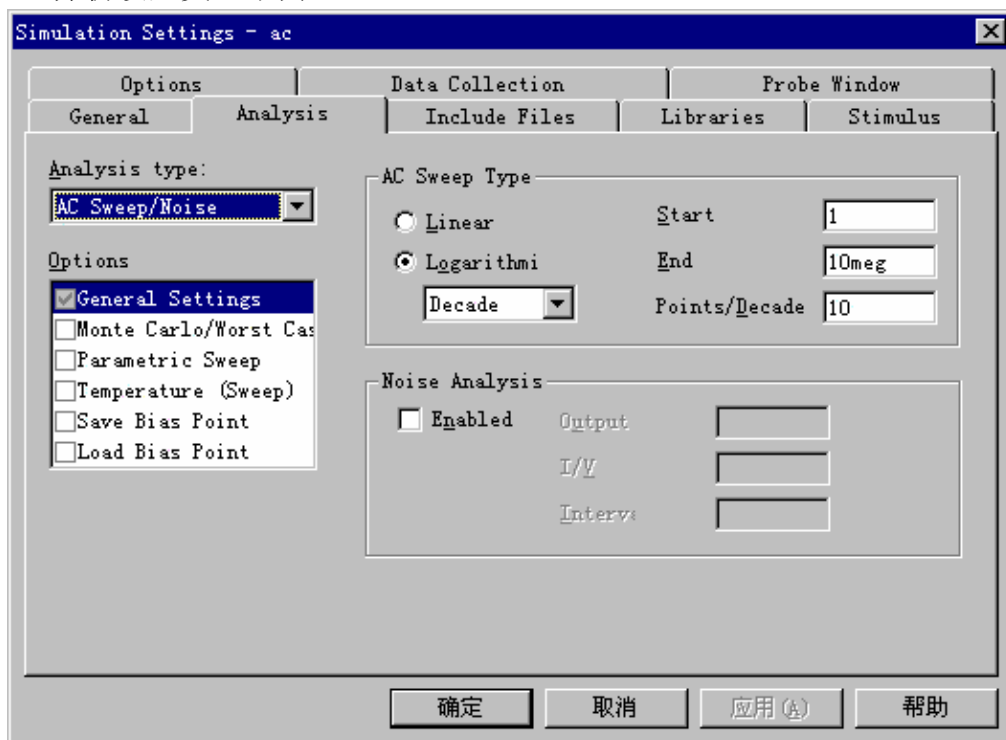 Simulation Settings - ac
Options Data Collection Probe Window
General Analysis Include Files Libraries Stimulus
Analysis type:
AC Sweep/Noise
Options
General Settings
Monte Carlo/Worst Cas
Parametric Sweep
Temperature (Sweep)
Save Bias Point
Load Bias Point
AC Sweep Type
Linear
Logarithmi
Decade
Start 1
End 10meg
Points/Decade 10
Noise Analysis
Enabled
Output
I/V
Interva
确定 取消 应用(A) 帮助